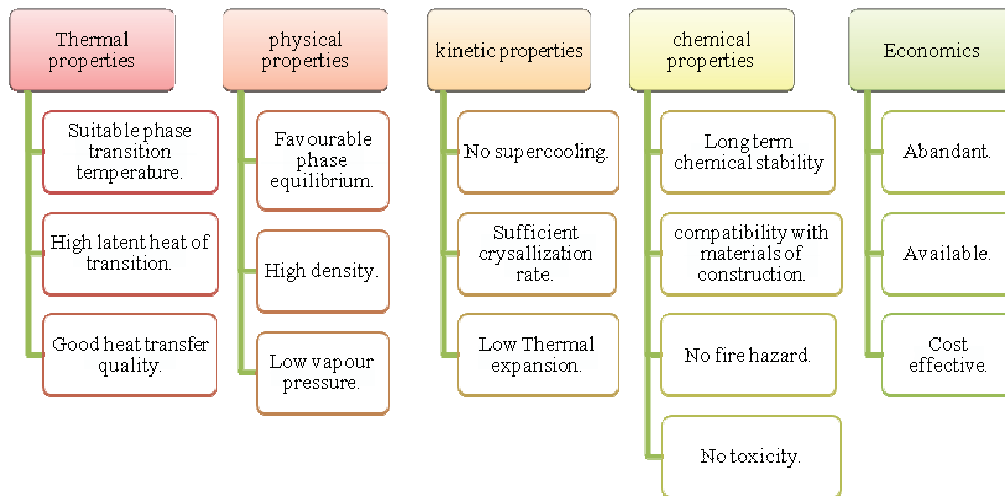 Thermal
properties
Suitable phase
transition
temperature.
High latent heat of
transition.
Good heat transfer
quality.
physical
properties
Favourable
phase
equilibrium.
High density.
Low vapour
pressure.
kinetic properties
No supercooling.
Sufficient
crysallization
rate.
Low Thermal
expansion.
chemical
properties
Long term
chemical stability
compatibility with
materials of
construction.
No fire hazard.
No toxicity.
Economics
Abandant.
Available.
Cost
effective.